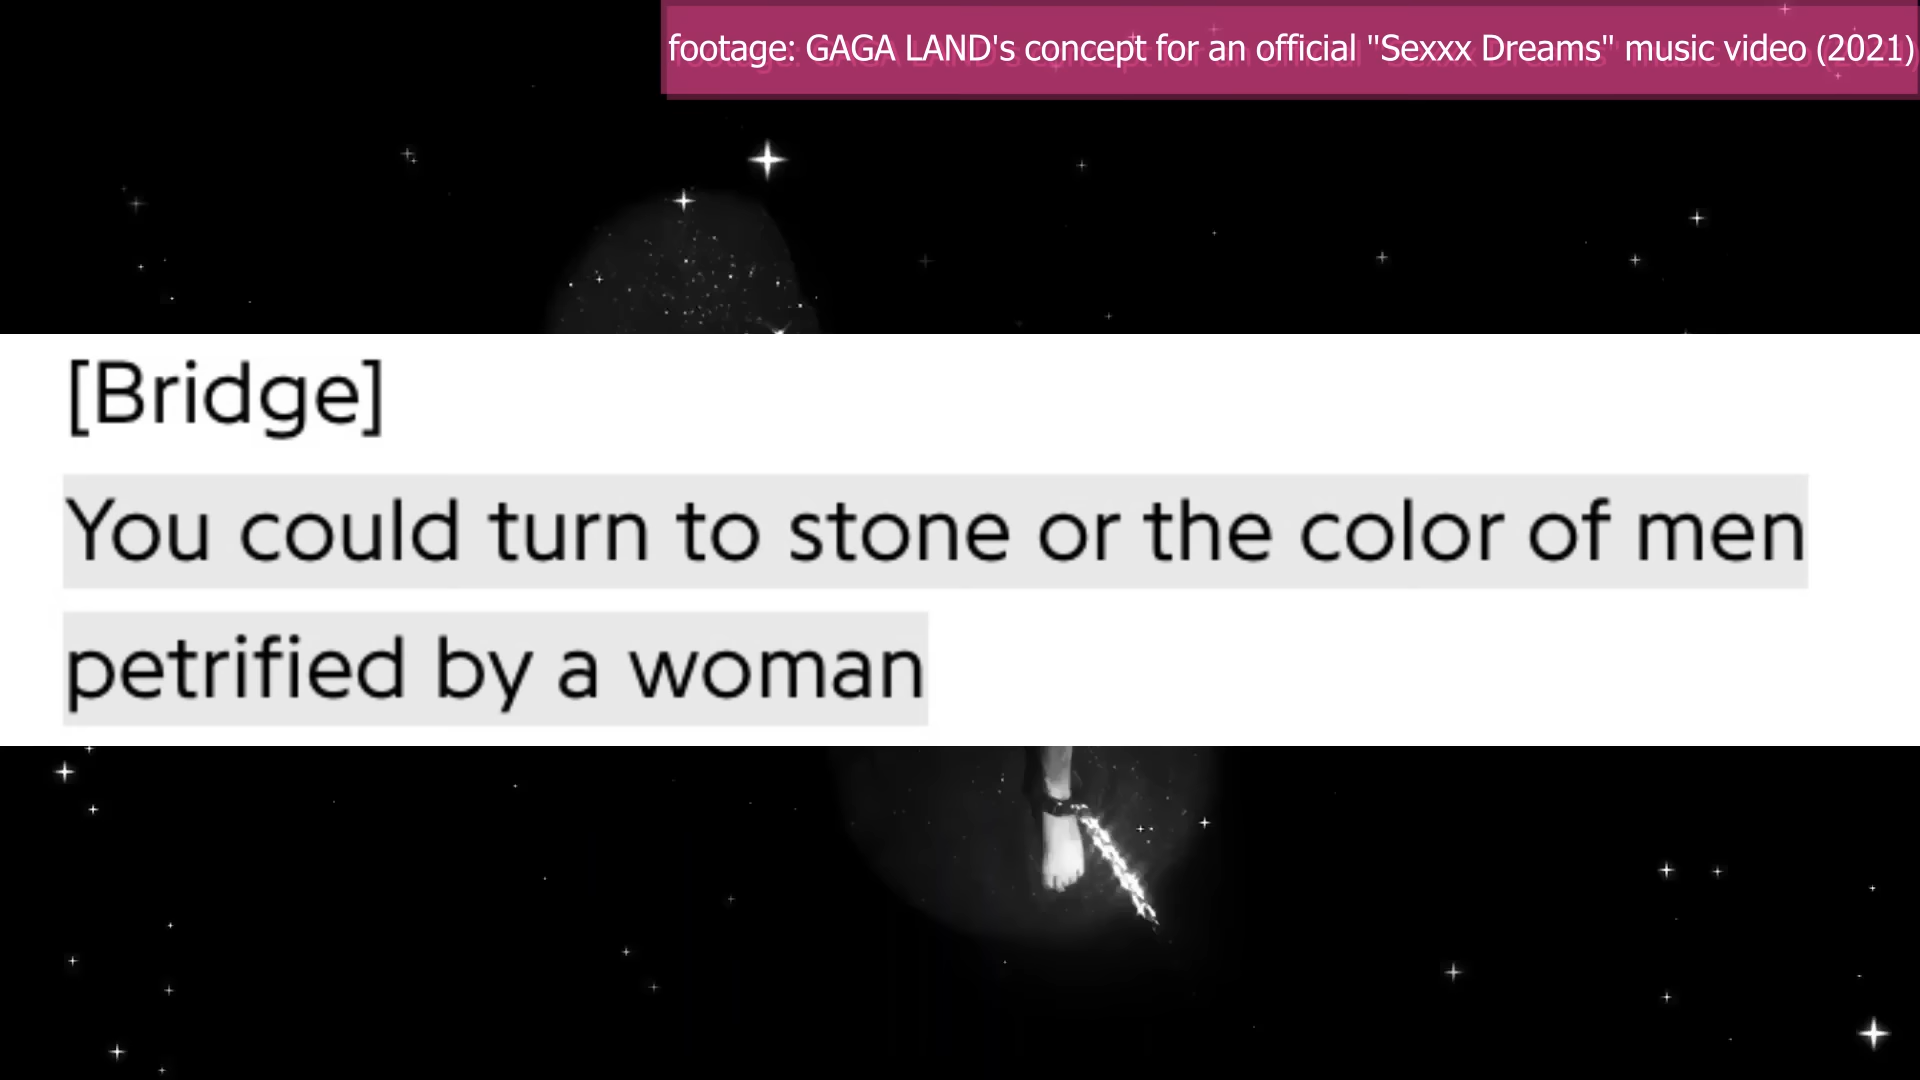 footage: GAGA LAND's concept for an official "Sexxx Dreams" music video (2021)
[Bridge]
You could turn to stone or the color of men
petrified by a woman